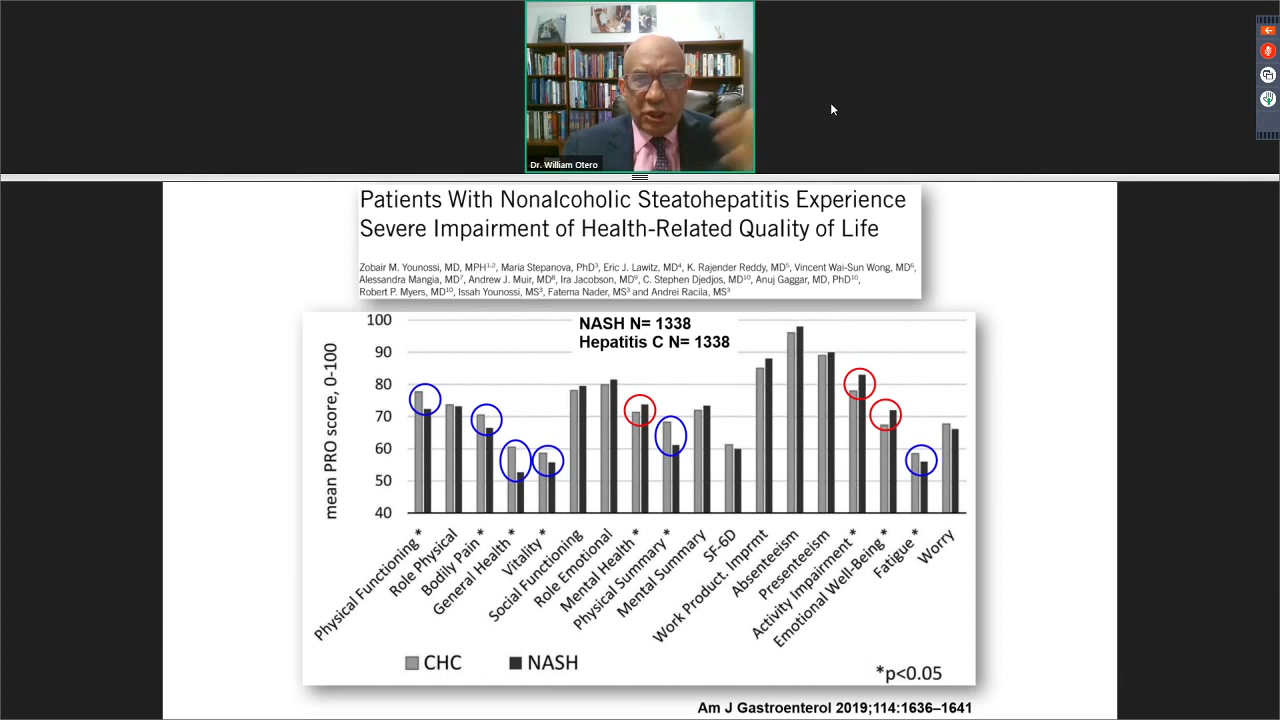 Dr. William Otero
Patients With Nonalcoholic Steatohepatitis Experience
Severe Impairment of Health-Related Quality of Life
Zobair M. Younossi, MD, MPH1,2, Maria Stepanova, PhD3, Eric J. Lawitz, MD4, K. Rajender Reddy, MD5, Vincent Wai-Sun Wong, MD6,
Alessandra Mangia, MD7, Andrew J. Muir, MD8, Ira Jacobson, MD9, C. Stephen Djedjos, MD10, Anuj Gaggar, MD, PhD10,
Robert P. Myers, MD10, Issah Younossi, MS3, Fatema Nader, MS3 and Andrei Racila, MS3
NASH N= 1338
Hepatitis C N= 1338
mean PRO score, 0-100
100
90
80
70
60
50
40
Physical Functioning *
Role Physical
Bodily Pain *
General Health *
Vitality *
Social Functioning
Role Emotional
Mental Health *
Physical Summary *
Mental Summary
SF-6D
Work Product. Imprmt
Absenteeism
Presenteeism
Activity Impairment *
Emotional Well-Being *
Fatigue *
Worry
CHC
NASH
*p<0.05
Am J Gastroenterol 2019;114:1636–1641